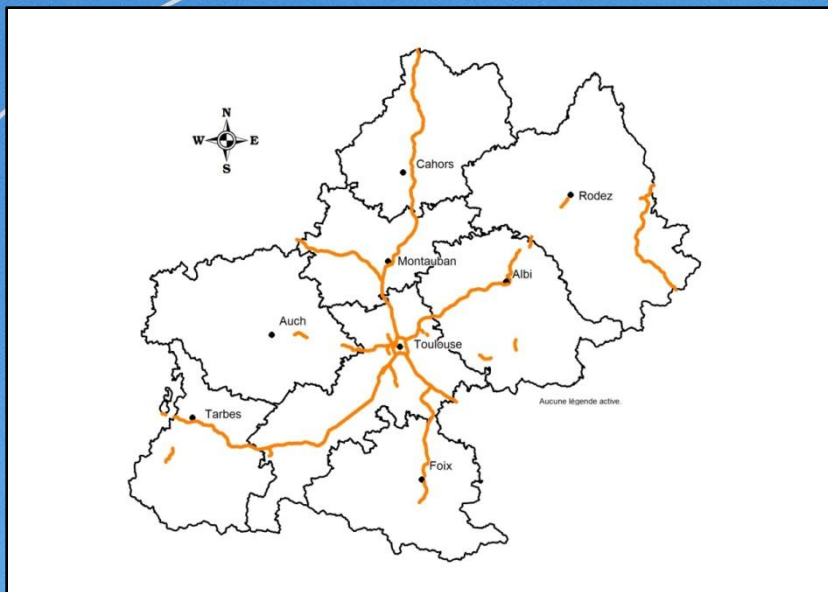 Cahors
N
W E
S
Rodez
Montauban
Albi
Auch
Toulouse
Aucune légende active.
Tarbes
Foix